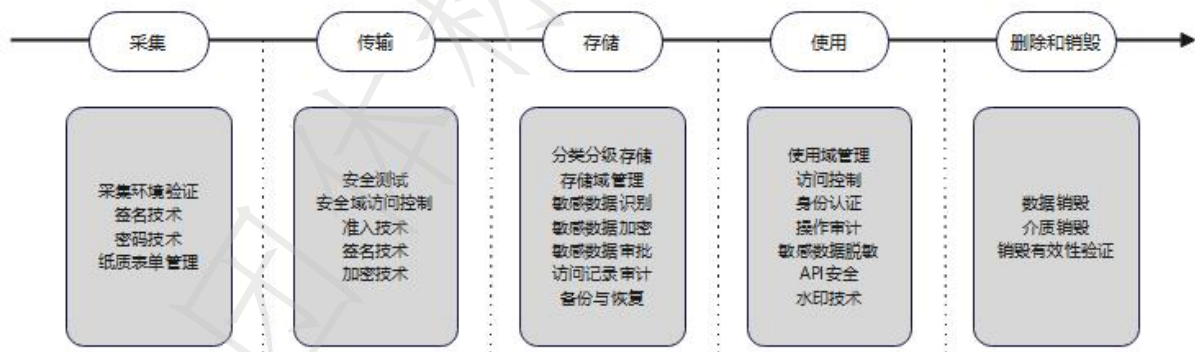 采集
传输
存储
使用
删除和销毁
采集环境验证
签名技术
密码技术
纸质表单管理
安全测试
安全域访问控制
准入技术
签名技术
加密技术
分类分级存储
存储域管理
敏感数据识别
敏感数据加密
敏感数据审批
访问记录审计
备份与恢复
使用域管理
访问控制
身份认证
操作审计
敏感数据脱敏
API安全
水印技术
数据销毁
介质销毁
销毁有效性验证